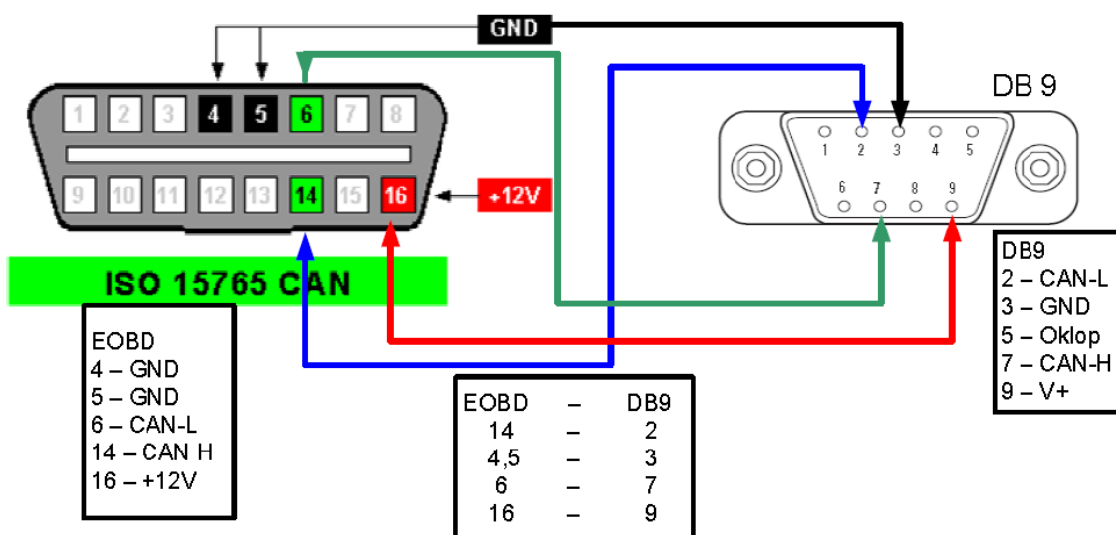 GND
DB 9
1 2 3 4 5 6 7 8
9 10 11 12 13 14 15 16
+12V
1 2 3 4 5
6 7 8 9
ISO 15765 CAN
EOBD
4 – GND
5 – GND
6 – CAN-L
14 – CAN H
16 – +12V
EOBD – DB9
14 – 2
4,5 – 3
6 – 7
16 – 9
DB9
2 – CAN-L
3 – GND
5 – Oklop
7 – CAN-H
9 – V+